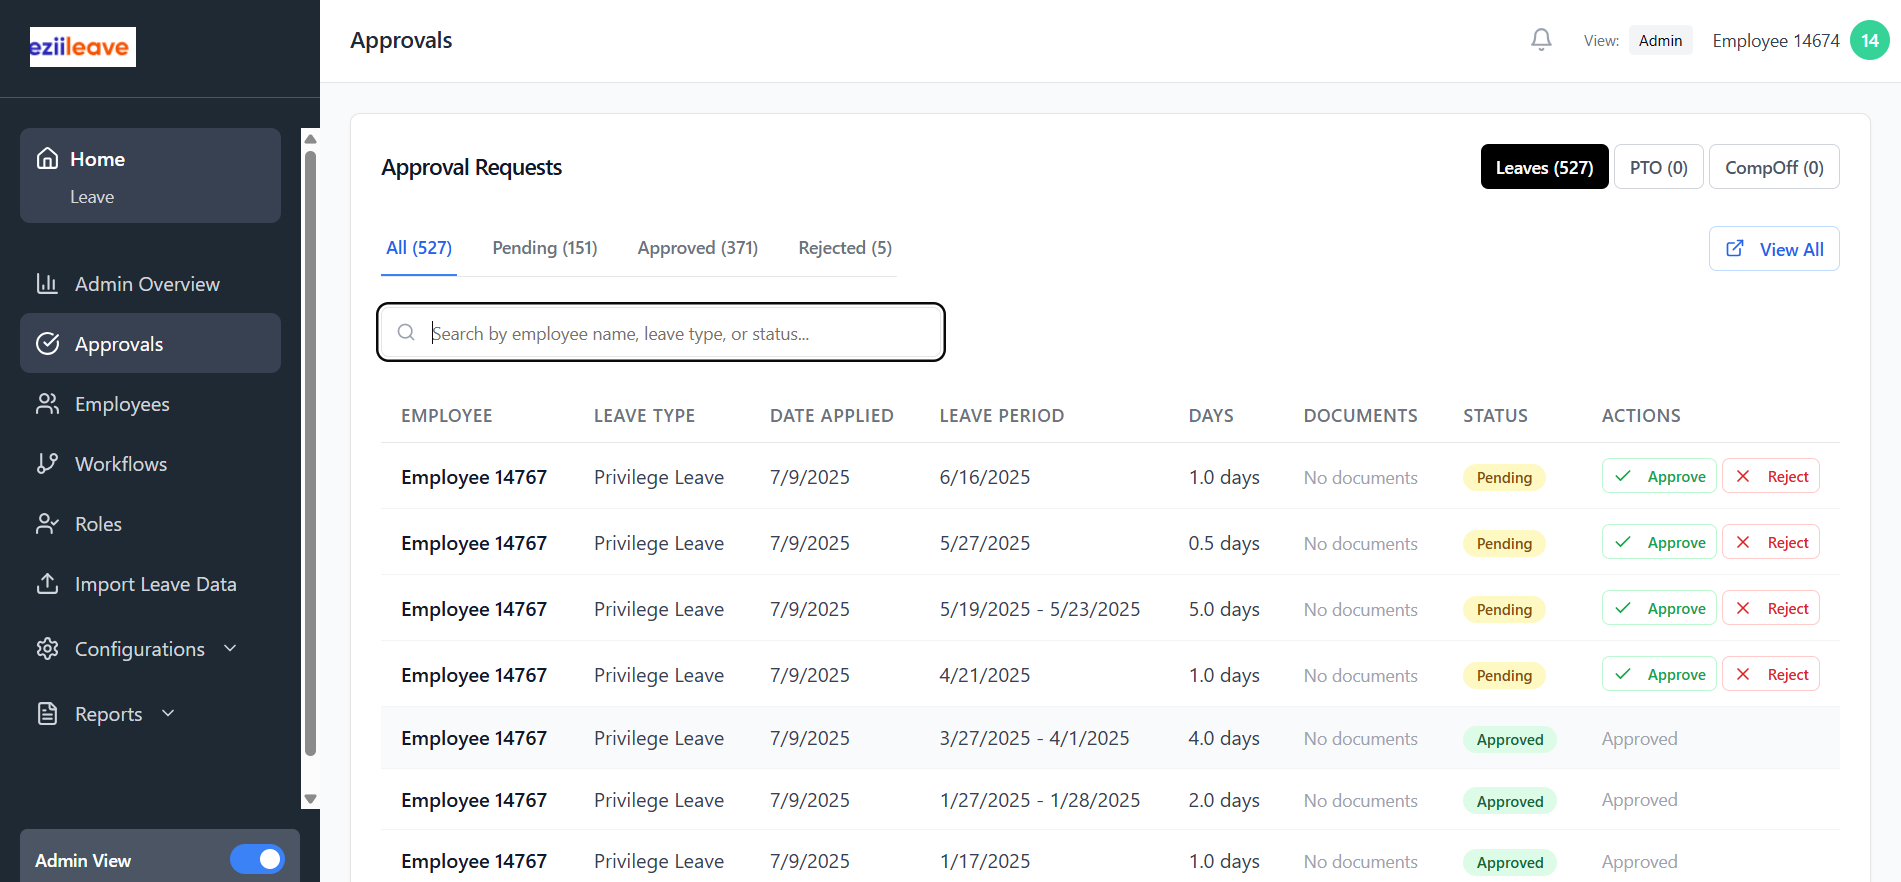 eziileave
Home
Leave
Admin Overview
Approvals
Employees
Workflows
Roles
Import Leave Data
Configurations
Reports
Admin View
Approvals
View: Admin Employee 14674 14
Approval Requests
Leaves (527) PTO (0) CompOff (0)
All (527) Pending (151) Approved (371) Rejected (5)
View All
Search by employee name, leave type, or status...
EMPLOYEE LEAVE TYPE DATE APPLIED LEAVE PERIOD DAYS DOCUMENTS STATUS ACTIONS
Employee 14767 Privilege Leave 7/9/2025 6/16/2025 1.0 days No documents Pending Approve Reject
Employee 14767 Privilege Leave 7/9/2025 5/27/2025 0.5 days No documents Pending Approve Reject
Employee 14767 Privilege Leave 7/9/2025 5/19/2025 - 5/23/2025 5.0 days No documents Pending Approve Reject
Employee 14767 Privilege Leave 7/9/2025 4/21/2025 1.0 days No documents Pending Approve Reject
Employee 14767 Privilege Leave 7/9/2025 3/27/2025 - 4/1/2025 4.0 days No documents Approved Approved
Employee 14767 Privilege Leave 7/9/2025 1/27/2025 - 1/28/2025 2.0 days No documents Approved Approved
Employee 14767 Privilege Leave 7/9/2025 1/17/2025 1.0 days No documents Approved Approved